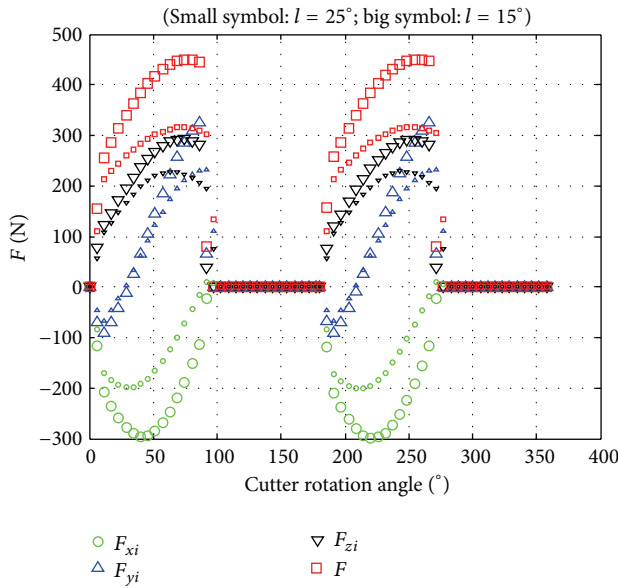 (Small symbol: l = 25°; big symbol: l = 15°)
500
400
300
200
100
0
−100
−200
−300
F (N)
0 50 100 150 200 250 300 350 400
Cutter rotation angle (°)
Fxi Fzi
Fyi F